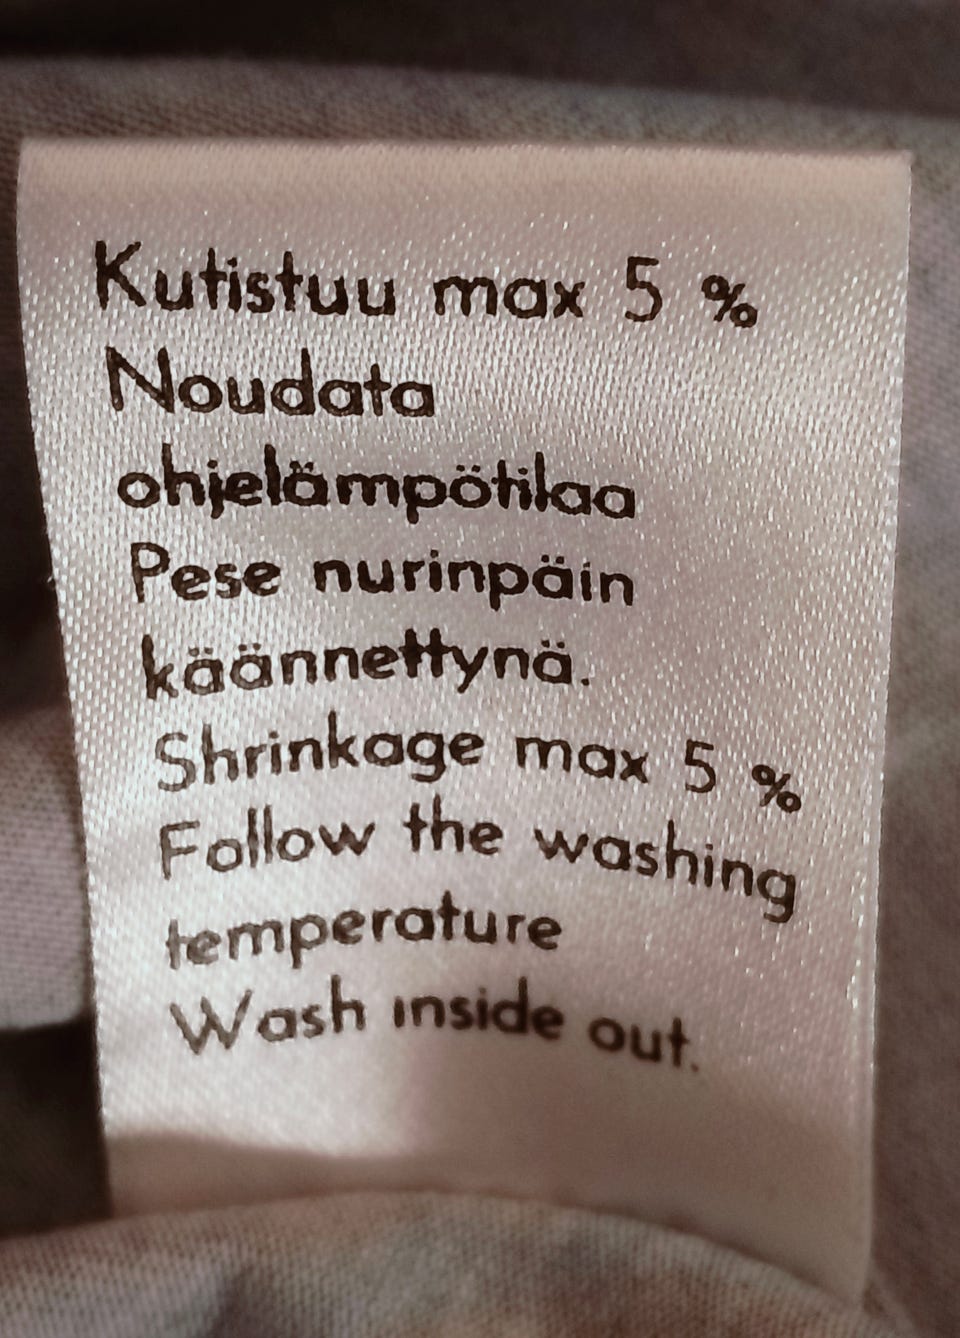 Kutistuu max 5 %
Noudata
ohjelämpötilaa
Pese nurinpäin
käännettynä.
Shrinkage max 5 %
Follow the washing
temperature
Wash inside out.